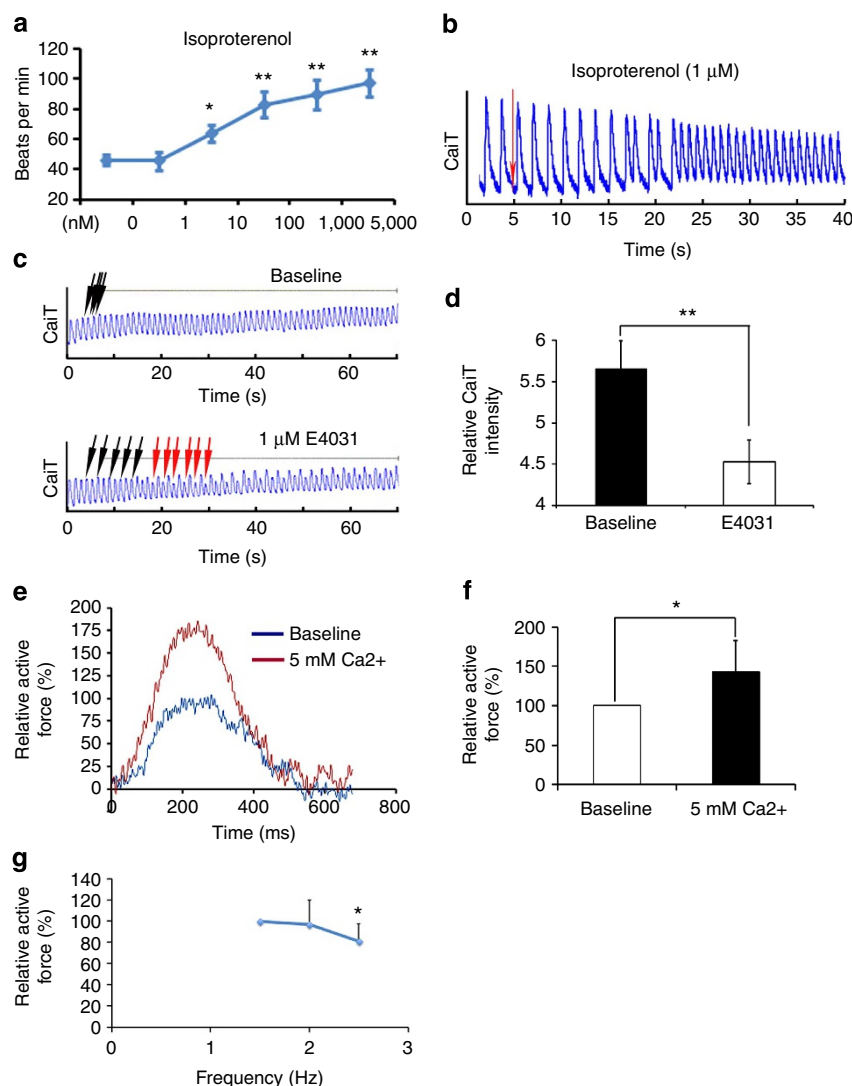 a
Isoproterenol
120
100
80
60
40
20
Beats per min
*
**
**
**
(nM)
0
1
10
100
1,000
5,000
b
Isoproterenol (1 μM)
CaiT
0 5 10 15 20 25 30 35 40
Time (s)
c
Baseline
CaiT
0 20 40 60
Time (s)
1 μM E4031
CaiT
0 20 40 60
Time (s)
d
**
Relative CaiT
intensity
6
5.5
5
4.5
4
Baseline
E4031
e
Relative active
force (%)
200
175
150
125
100
75
50
25
0
Baseline
5 mM Ca2+
0 200 400 600 800
Time (ms)
f
*
Relative active
force (%)
200
150
100
50
0
Baseline
5 mM Ca2+
g
Relative active
force (%)
140
120
100
80
60
40
20
0
*
0 1 2 3
Frequency (Hz)